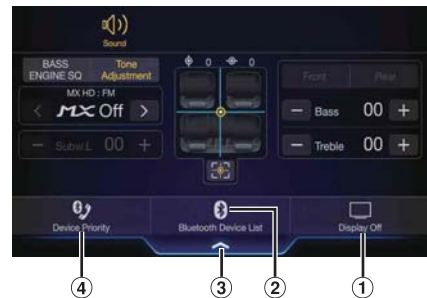 Sound
BASS
ENGINE SQ
Tone
Adjustment
0
0
Front
Rear
MX HD : FM
< MX Off >
− Bass 00 +
− Subw.L 00 +
− Treble 00 +
Device Priority
Bluetooth Device List
Display Off
4
3
2
1